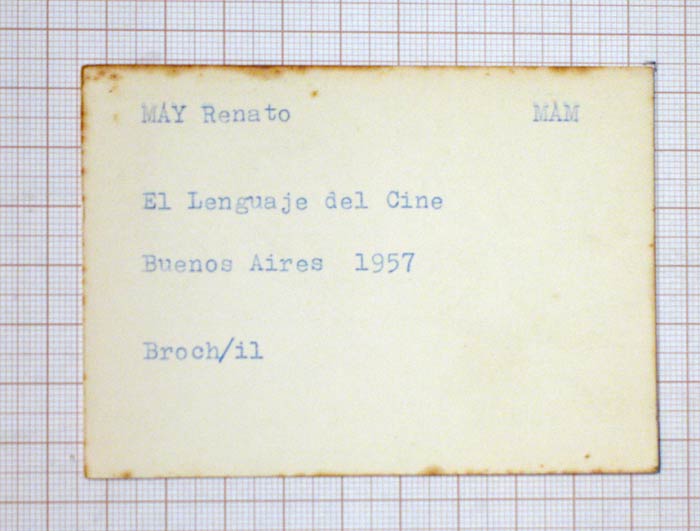 MAY Renato MAM
El Lenguaje del Cine
Buenos Aires 1957
Broch/il